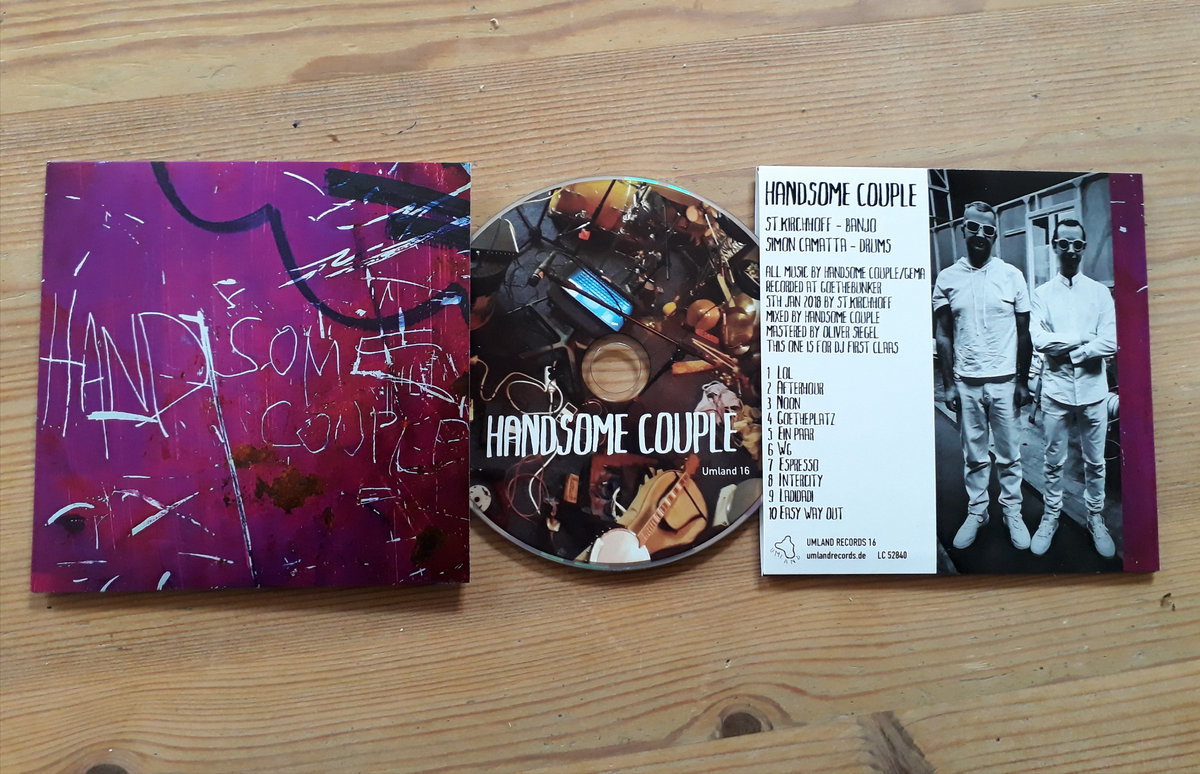 HANDSOME
COUPLE
HANDSOME COUPLE
Umland 16
HANDSOME COUPLE
ST.KIRCHHOFF - BANJO
SIMON CAMATTA - DRUMS
ALL MUSIC BY HANDSOME COUPLE/GEMA
RECORDED AT GOETHEBUNKER
5TH JAN 2018 BY ST.KIRCHHOFF
MIXED BY HANDSOME COUPLE
MASTERED BY OLIVER SIEGEL
THIS ONE IS FOR DJ FIRST CLAAS
1 LOL
2 AFTERHOUR
3 NOON
4 GOETHEPLATZ
5 EIN PAAR
6 WG
7 ESPRESSO
8 INTERCITY
9 LADIDADI
10 EASY WAY OUT
UMLAND RECORDS 16
umlandrecords.de LC 52840